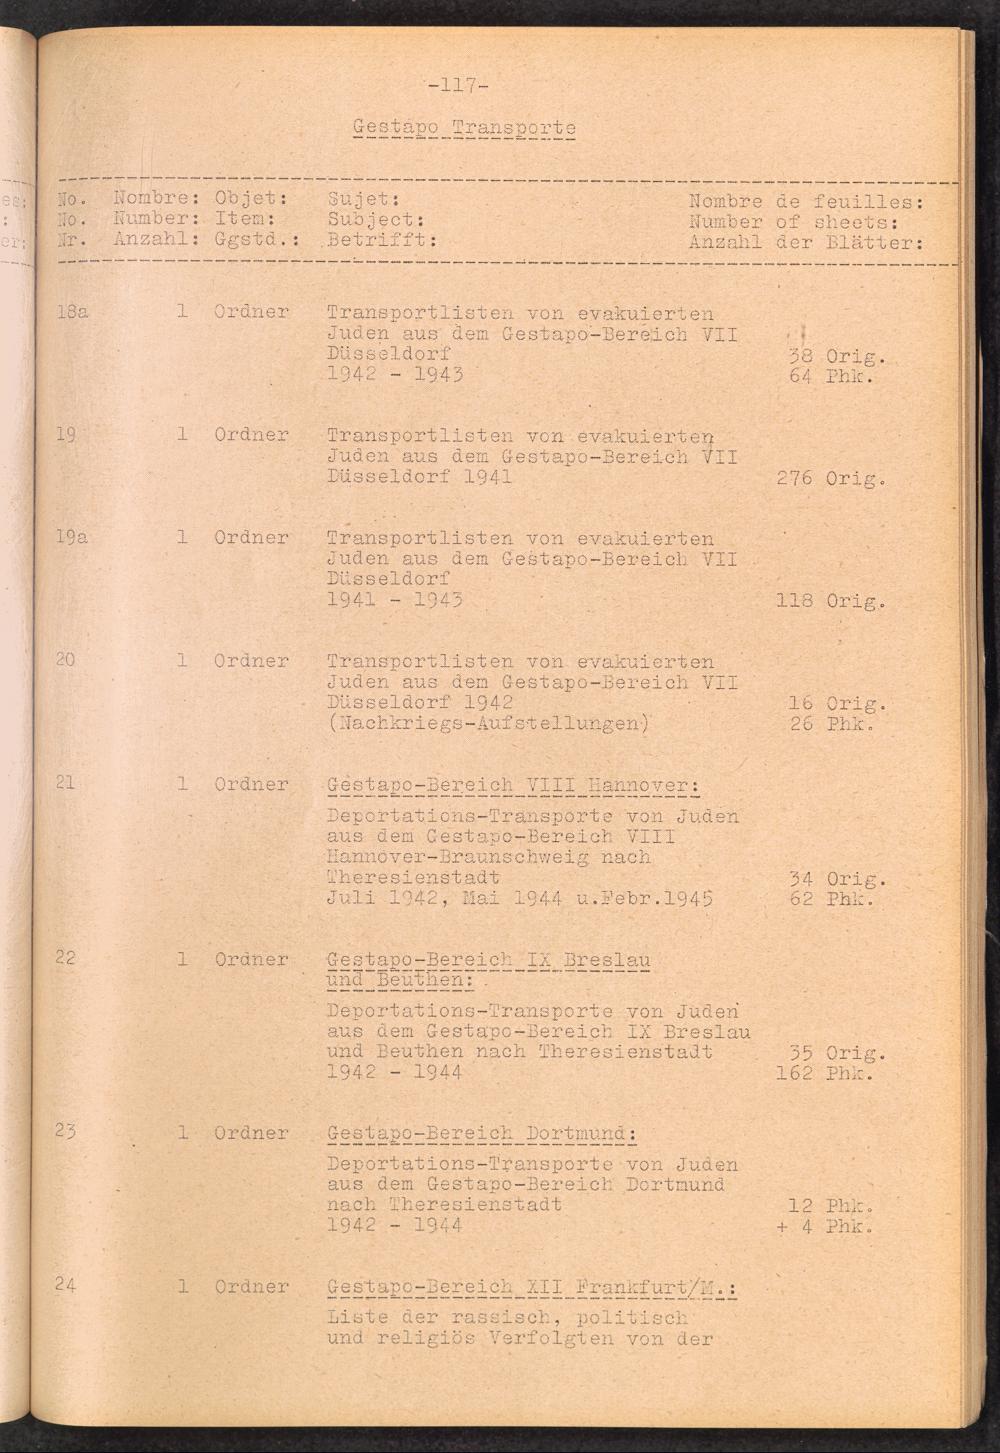 -117-
Gestapo Transporte
No. Nombre: Objet: Sujet: Nombre de feuilles:
No. Number: Item: Subject: Number of sheets:
Nr. Anzahl: Ggstd.: Betrifft: Anzahl der Blätter:
18a 1 Ordner Transportlisten von evakuierten
Juden aus dem Gestapo-Bereich VII
Düsseldorf 38 Orig.
1942 - 1943 64 Phk.
19 1 Ordner Transportlisten von evakuierten
Juden aus dem Gestapo-Bereich VII
Düsseldorf 1941 276 Orig.
19a 1 Ordner Transportlisten von evakuierten
Juden aus dem Gestapo-Bereich VII
Düsseldorf
1941 - 1943 118 Orig.
20 1 Ordner Transportlisten von evakuierten
Juden aus dem Gestapo-Bereich VII
Düsseldorf 1942 16 Orig.
(Nachkriegs-Aufstellungen) 26 Phk.
21 1 Ordner Gestapo-Bereich VIII Hannover:
Deportations-Transporte von Juden
aus dem Gestapo-Bereich VIII
Hannover-Braunschweig nach
Theresienstadt 34 Orig.
Juli 1942, Mai 1944 u.Febr.1945 62 Phk.
22 1 Ordner Gestapo-Bereich IX Breslau
und Beuthen:
Deportations-Transporte von Juden
aus dem Gestapo-Bereich IX Breslau
und Beuthen nach Theresienstadt 35 Orig.
1942 - 1944 162 Phk.
23 1 Ordner Gestapo-Bereich Dortmund:
Deportations-Transporte von Juden
aus dem Gestapo-Bereich Dortmund
nach Theresienstadt 12 Phk.
1942 - 1944 + 4 Phk.
24 1 Ordner Gestapo-Bereich XII Frankfurt/M.:
Liste der rassisch, politisch
und religiös Verfolgten von der